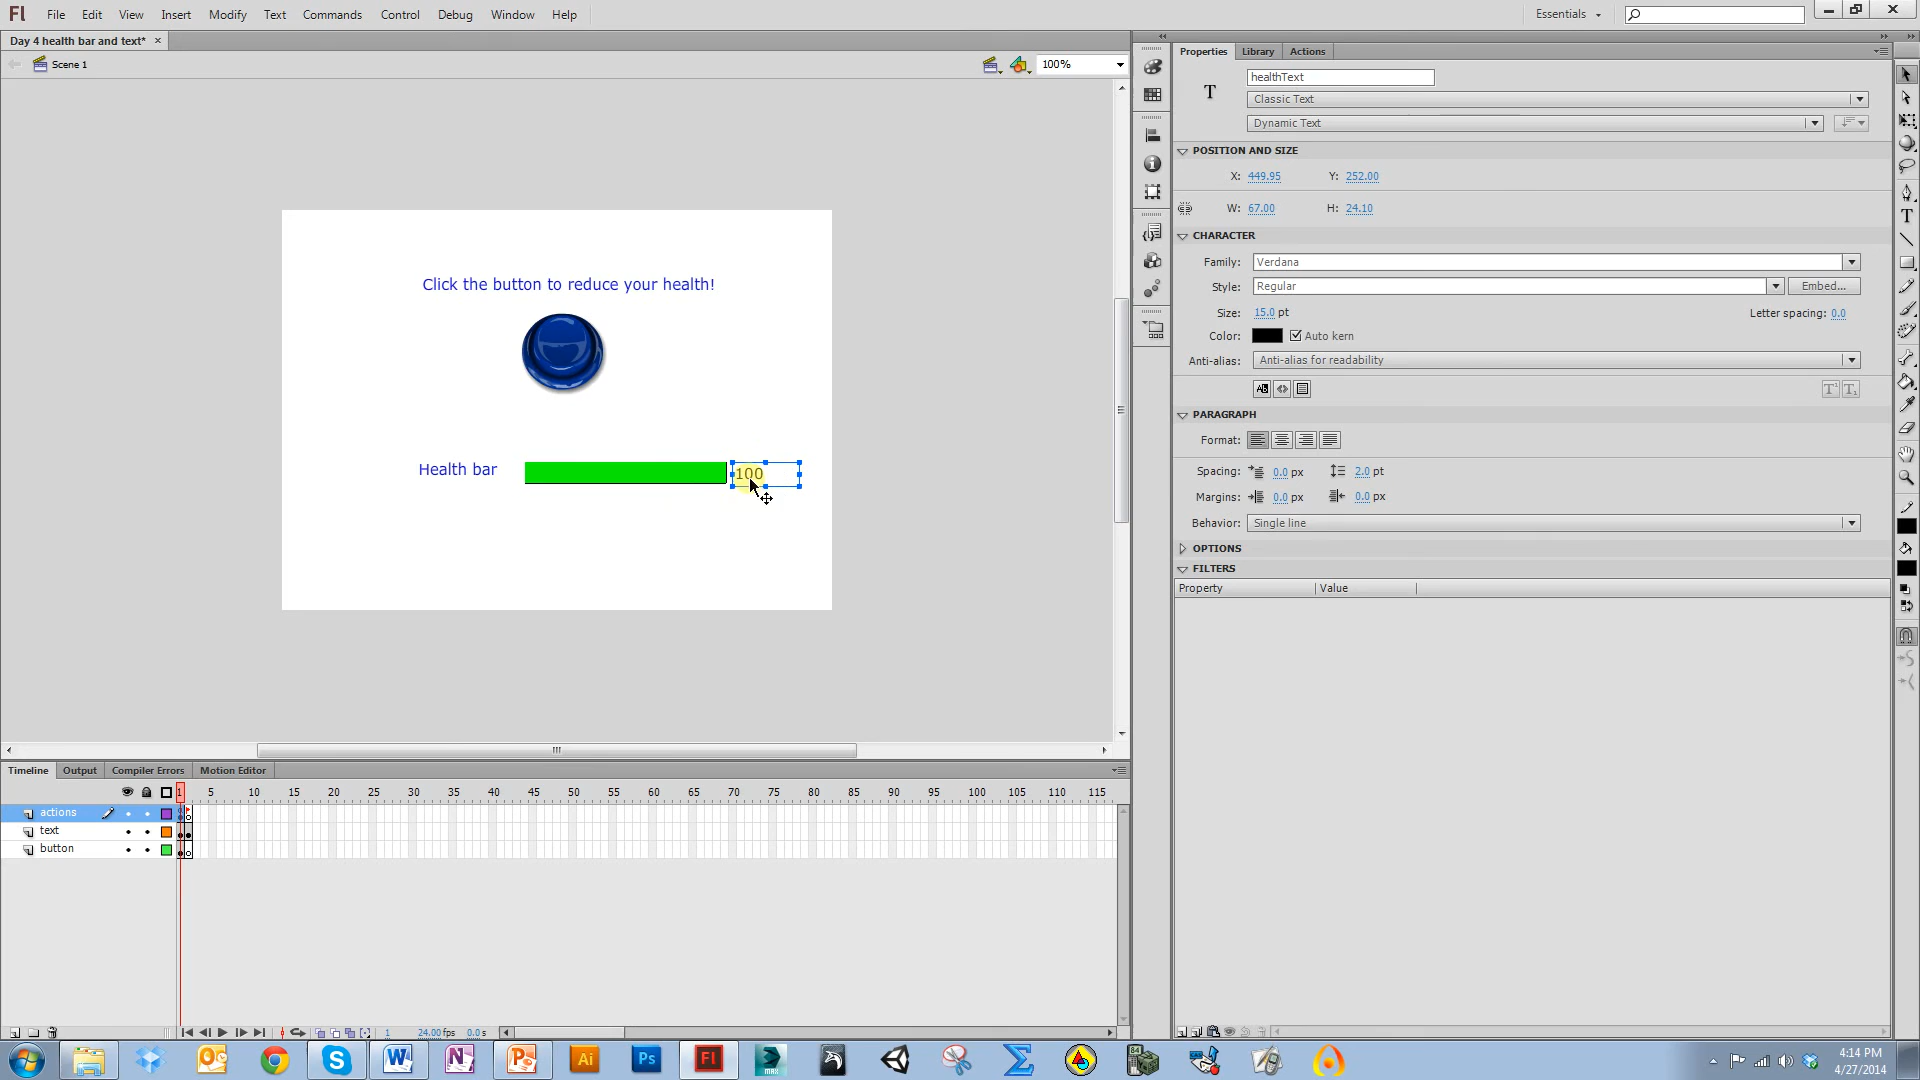 Fl File Edit View Insert Modify Text Commands Control Debug Window Help Essentials
Day 4 health bar and text*
Scene 1 100%
Click the button to reduce your health!
Health bar 100
Properties Library Actions
T healthText
Classic Text
Dynamic Text
POSITION AND SIZE
X: 449.95 Y: 252.00
W: 67.00 H: 24.10
CHARACTER
Family: Verdana
Style: Regular Embed...
Size: 15.0 pt Letter spacing: 0.0
Color: Auto kern
Anti-alias: Anti-alias for readability
PARAGRAPH
Format:
Spacing: 0.0 px 2.0 pt
Margins: 0.0 px 0.0 px
Behavior: Single line
OPTIONS
FILTERS
Property Value
Timeline Output Compiler Errors Motion Editor
1 5 10 15 20 25 30 35 40 45 50 55 60 65 70 75 80 85 90 95 100 105 110 115
actions
text
button
1 24.00 fps 0.0 s
4:14 PM
4/27/2014